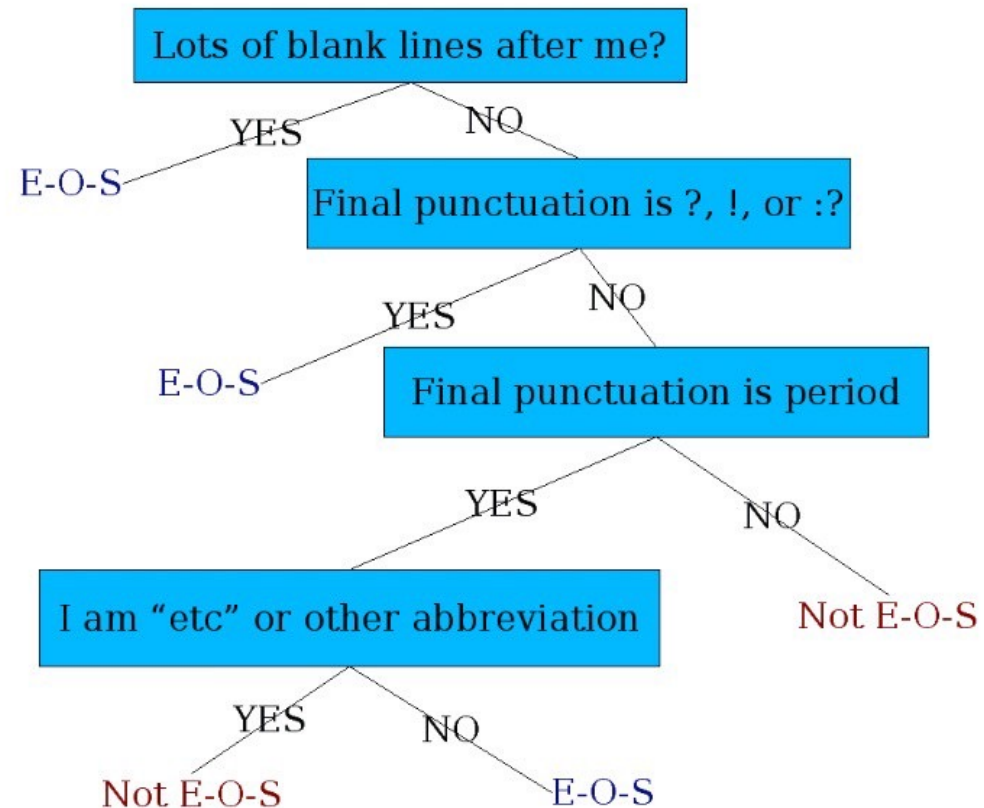 Lots of blank lines after me?
YES
NO
E-O-S
Final punctuation is ?, !, or :?
YES
NO
E-O-S
Final punctuation is period
YES
NO
I am “etc” or other abbreviation
Not E-O-S
YES
NO
Not E-O-S
E-O-S